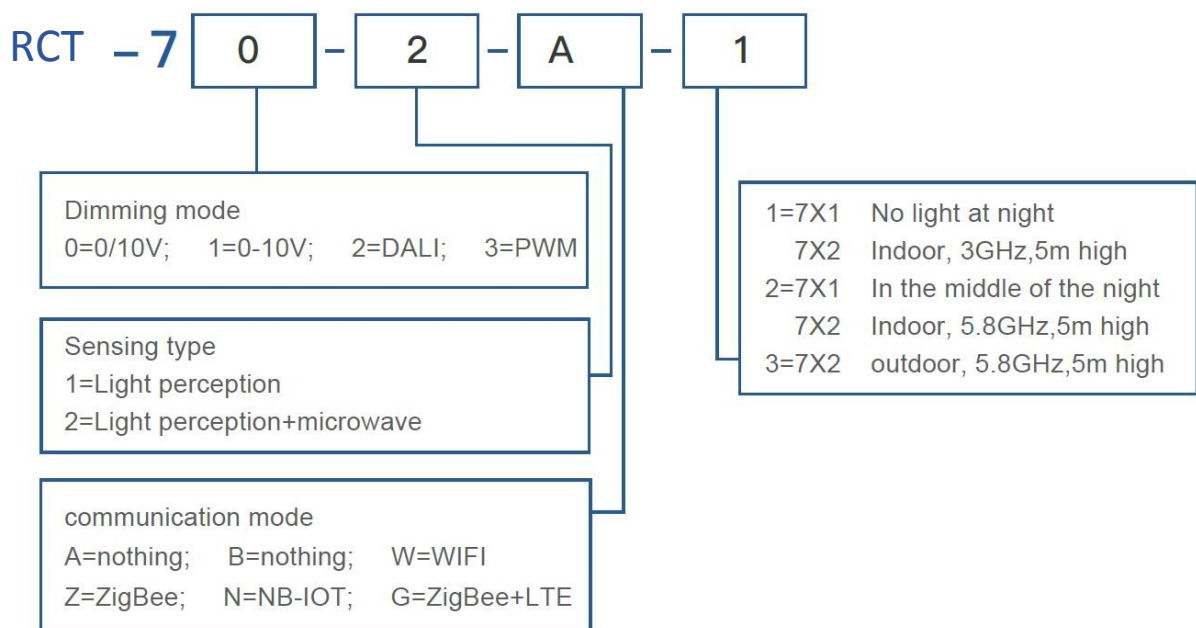 RCT -7 0 - 2 - A - 1
Dimming mode
0=0/10V; 1=0-10V; 2=DALI; 3=PWM
Sensing type
1=Light perception
2=Light perception+microwave
communication mode
A=nothing; B=nothing; W=WIFI
Z=ZigBee; N=NB-IOT; G=ZigBee+LTE
1=7X1 No light at night
7X2 Indoor, 3GHz,5m high
2=7X1 In the middle of the night
7X2 Indoor, 5.8GHz,5m high
3=7X2 outdoor, 5.8GHz,5m high